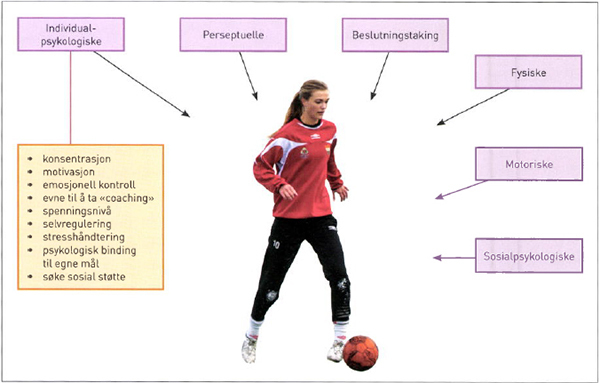 Individual-
psykologiske
Perseptuelle
Beslutningstaking
Fysiske
Motoriske
Sosialpsykologiske
konsentrasjon
motivasjon
emosjonell kontroll
evne til å ta «coaching»
spenningsnivå
selvregulering
stresshåndtering
psykologisk binding
til egne mål
søke sosial støtte
10